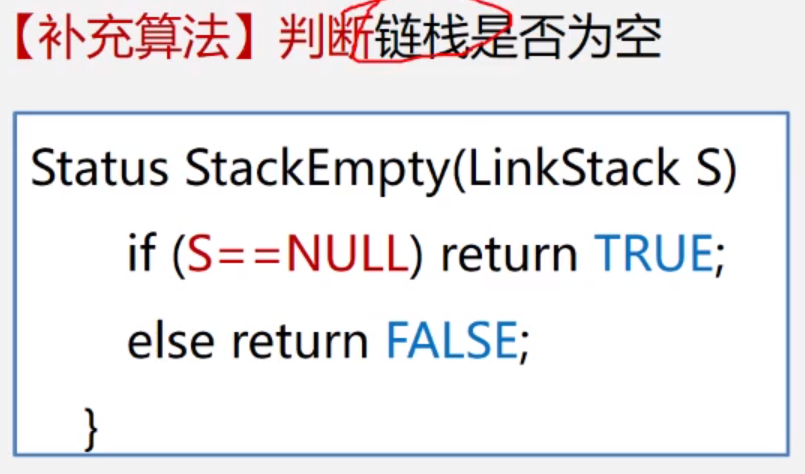 【补充算法】判断链栈是否为空
Status StackEmpty(LinkStack S)
if (S==NULL) return TRUE;
else return FALSE;
}